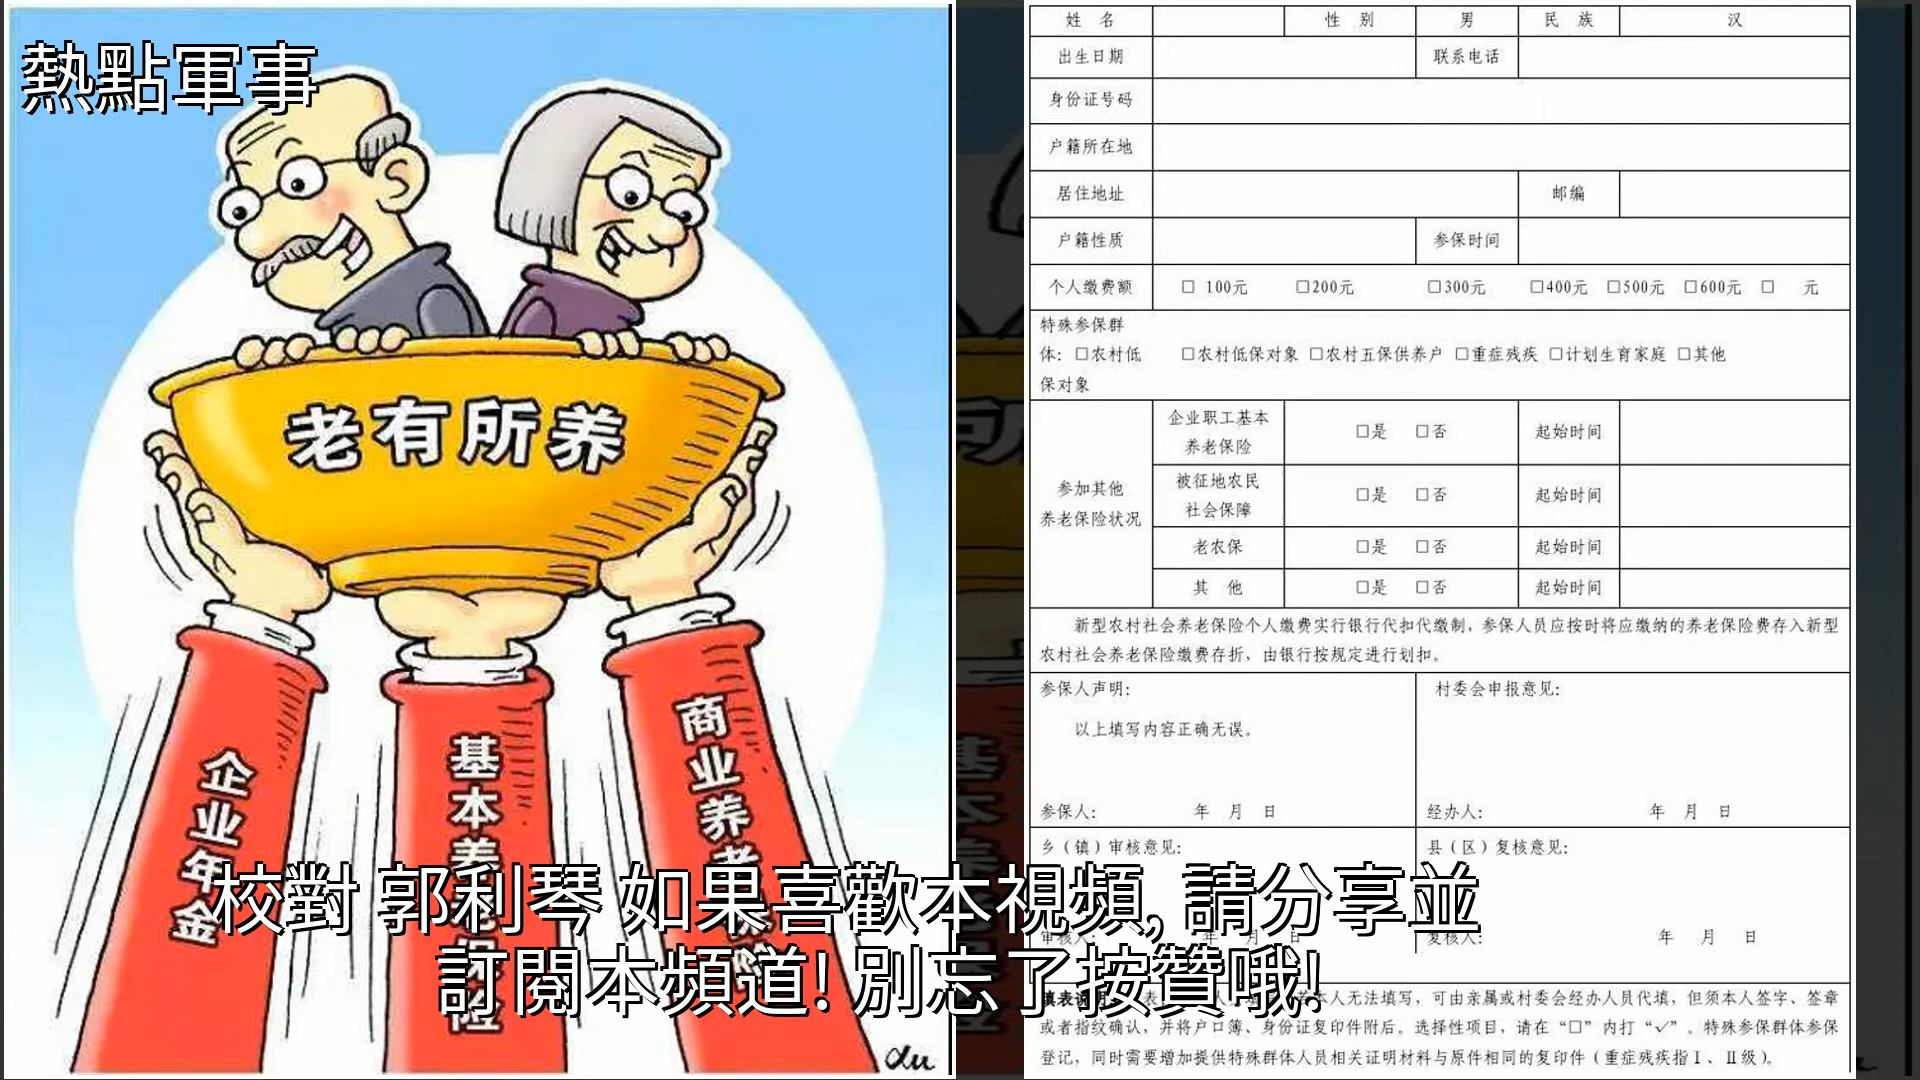 熱點軍事
老有所养
企业年金
基本养老保险
商业养老保险
姓 名 性 别 男 民 族 汉
出生日期 联系电话
身份证号码
户籍所在地
居住地址 邮编
户籍性质 参保时间
个人缴费额 □ 100元 □200元 □300元 □400元 □500元 □600元 □ 元
特殊参保群
体: □农村低 □农村低保对象 □农村五保供养户 □重症残疾 □计划生育家庭 □其他
保对象
参加其他
养老保险状况
企业职工基本
养老保险 □是 □否 起始时间
被征地农民
社会保障 □是 □否 起始时间
老农保 □是 □否 起始时间
其 他 □是 □否 起始时间
新型农村社会养老保险个人缴费实行银行代扣代缴制，参保人员应按时将应缴纳的养老保险费存入新型
农村社会养老保险缴费存折，由银行按规定进行划扣。
参保人声明: 村委会申报意见:
以上填写内容正确无误。
参保人: 年 月 日 经办人: 年 月 日
乡（镇）审核意见: 县（区）复核意见:
审核人: 年 月 日 复核人: 年 月 日
校對 郭利琴 如果喜歡本視頻, 請分享並
訂閱本頻道! 別忘了按贊哦!
填表说明 表 本人无法填写，可由亲属或村委会经办人员代填，但须本人签字、签章
或者指纹确认，并将户口簿、身份证复印件附后。选择性项目，请在“□”内打“✓”。特殊参保群体参保
登记，同时需要增加提供特殊群体人员相关证明材料与原件相同的复印件（重症残疾指Ⅰ、Ⅱ级）。